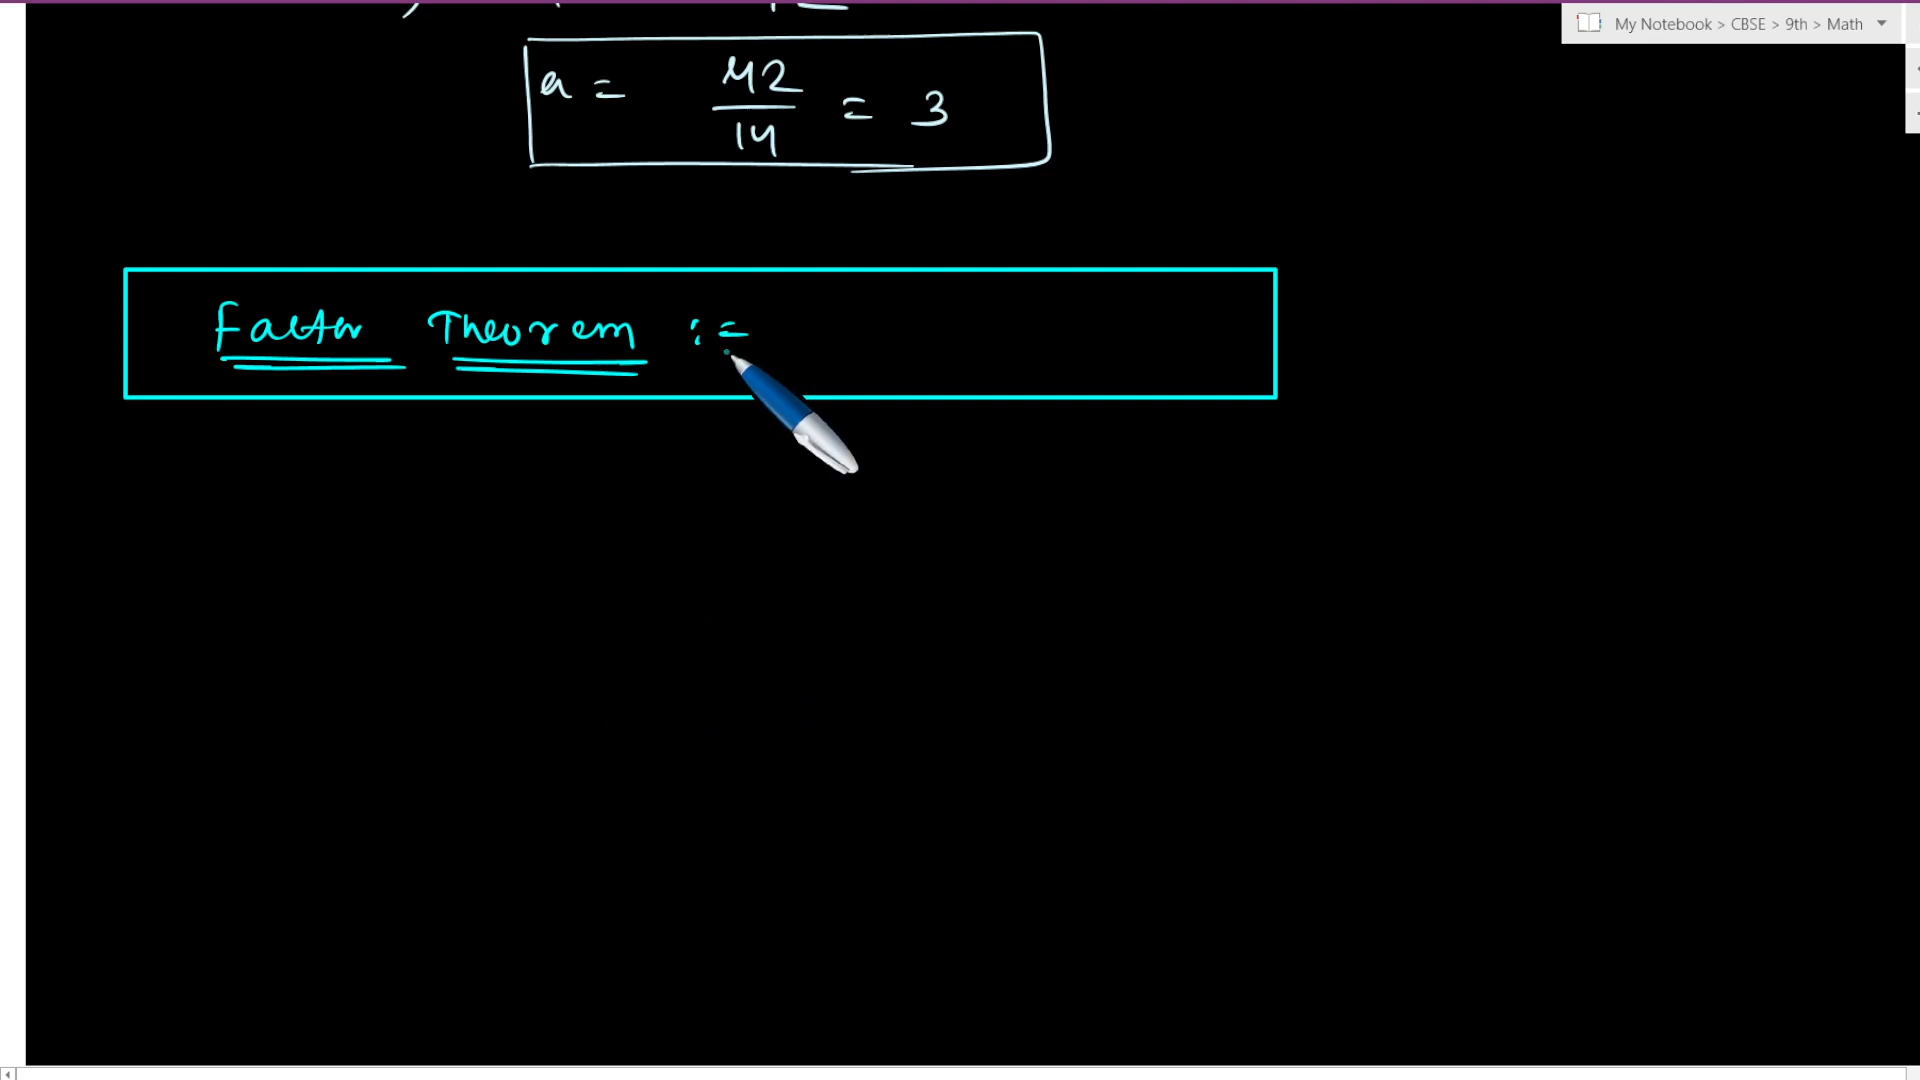 My Notebook > CBSE > 9th > Math
a = 42/14 = 3
Factor Theorem :=